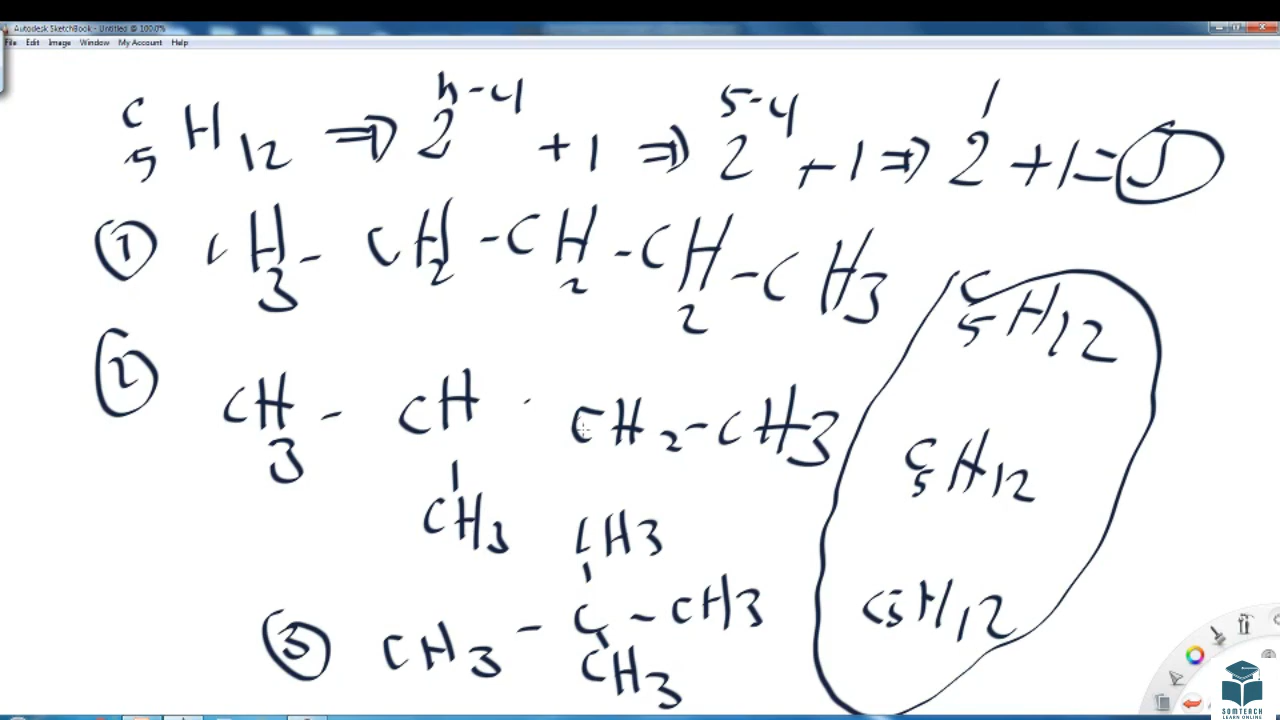 Autodesk SketchBook - Untitled @ 100.0%
File Edit Image Window My Account Help
C5H12 ⇒ 2^(n-4) + 1 ⇒ 2^(5-4) + 1 ⇒ 2^1 + 1 = 3
① CH3 - CH2 - CH2 - CH2 - CH3
C5H12
②
CH3 - CH - CH2 - CH3
|
CH3
C5H12
CH3
|
③ CH3 - C - CH3
CH3
C5H12
SOMTEACH
LEARN ONLINE